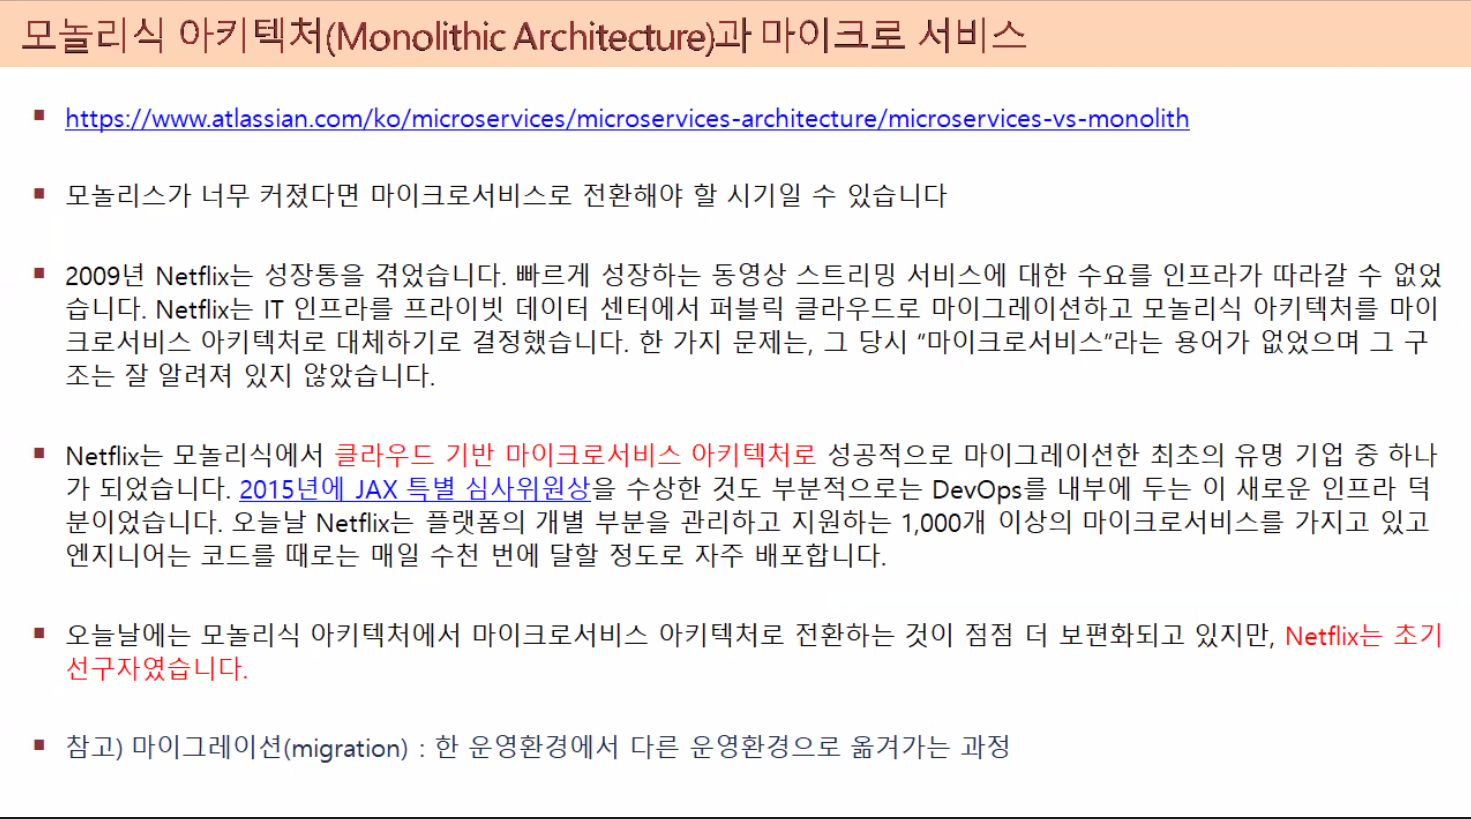 모놀리식 아키텍처(Monolithic Architecture)과 마이크로 서비스
https://www.atlassian.com/ko/microservices/microservices-architecture/microservices-vs-monolith
모놀리스가 너무 커졌다면 마이크로서비스로 전환해야 할 시기일 수 있습니다
2009년 Netflix는 성장통을 겪었습니다. 빠르게 성장하는 동영상 스트리밍 서비스에 대한 수요를 인프라가 따라갈 수 없었
습니다. Netflix는 IT 인프라를 프라이빗 데이터 센터에서 퍼블릭 클라우드로 마이그레이션하고 모놀리식 아키텍처를 마이
크로서비스 아키텍처로 대체하기로 결정했습니다. 한 가지 문제는, 그 당시 “마이크로서비스”라는 용어가 없었으며 그 구
조는 잘 알려져 있지 않았습니다.
Netflix는 모놀리식에서 클라우드 기반 마이크로서비스 아키텍처로 성공적으로 마이그레이션한 최초의 유명 기업 중 하나
가 되었습니다. 2015년에 JAX 특별 심사위원상을 수상한 것도 부분적으로는 DevOps를 내부에 두는 이 새로운 인프라 덕
분이었습니다. 오늘날 Netflix는 플랫폼의 개별 부분을 관리하고 지원하는 1,000개 이상의 마이크로서비스를 가지고 있고
엔지니어는 코드를 때로는 매일 수천 번에 달할 정도로 자주 배포합니다.
오늘날에는 모놀리식 아키텍처에서 마이크로서비스 아키텍처로 전환하는 것이 점점 더 보편화되고 있지만, Netflix는 초기
선구자였습니다.
참고) 마이그레이션(migration) : 한 운영환경에서 다른 운영환경으로 옮겨가는 과정